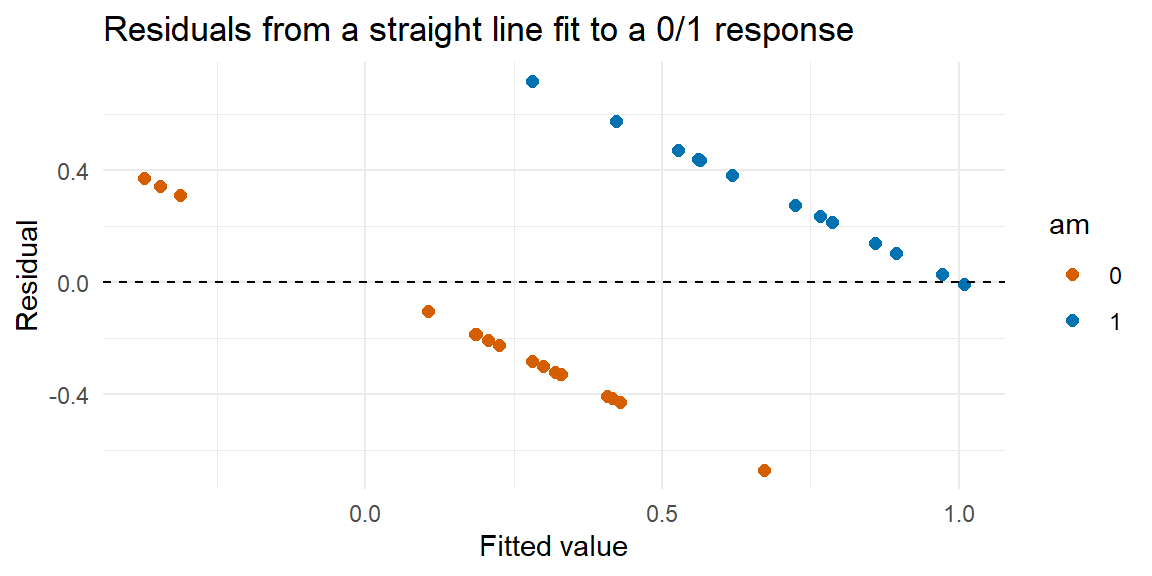 Residuals from a straight line fit to a 0/1 response
Residual
0.4
0.0
-0.4
0.0 0.5 1.0
Fitted value
am
0
1